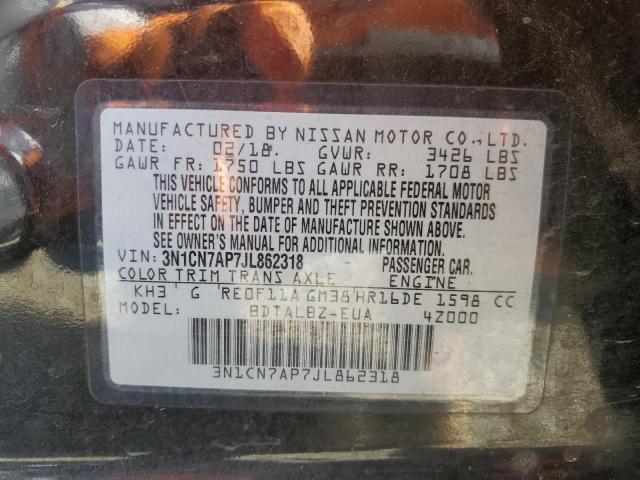 MANUFACTURED BY NISSAN MOTOR CO., LTD.
DATE: 02/18. GVWR: 3426 LBS
GAWR FR: 1750 LBS GAWR RR: 1708 LBS
THIS VEHICLE CONFORMS TO ALL APPLICABLE FEDERAL MOTOR
VEHICLE SAFETY, BUMPER AND THEFT PREVENTION STANDARDS
IN EFFECT ON THE DATE OF MANUFACTURE SHOWN ABOVE.
SEE OWNER'S MANUAL FOR ADDITIONAL INFORMATION.
VIN: 3N1CN7AP7JL862318 PASSENGER CAR.
COLOR TRIM TRANS AXLE ENGINE
KH3 G RE0F11A GM38 HR16DE 1598 CC
MODEL: BDTALBZ-EUA 4Z000
3N1CN7AP7JL862318